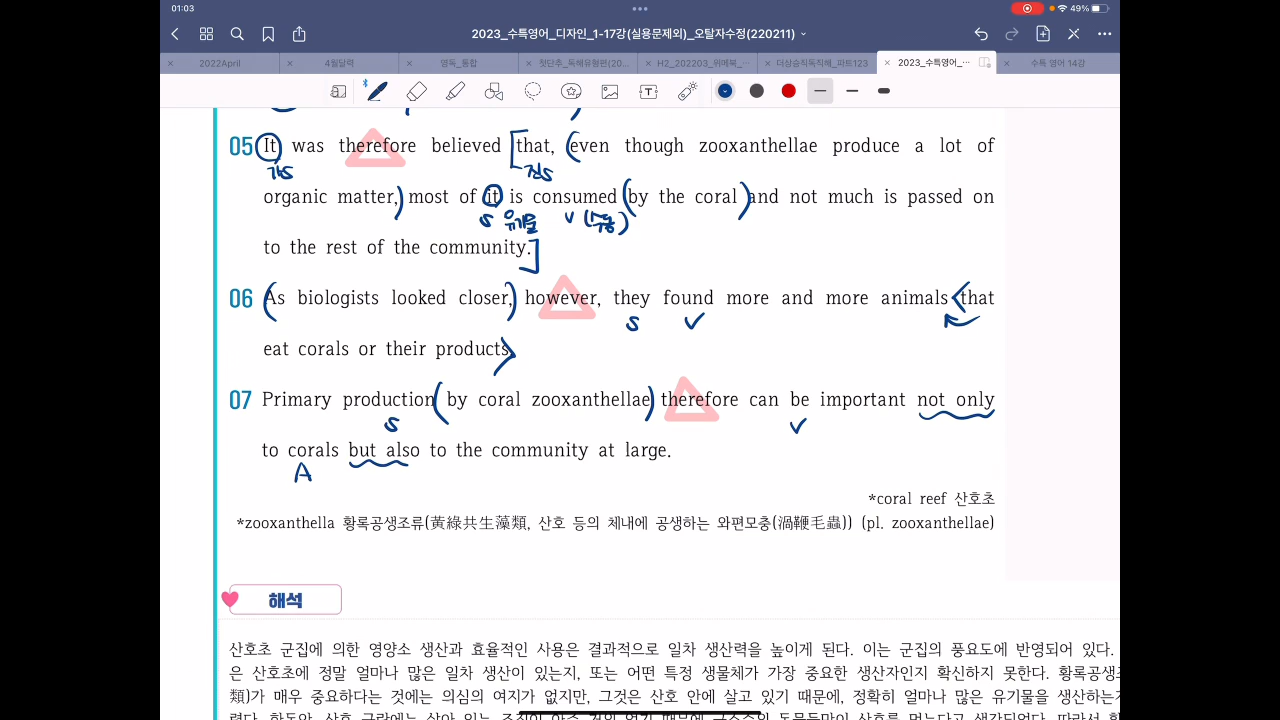 01:03
49%
2023_수특영어_디자인_1-17강(실용문제외)_오탈자수정(220211)
2022April
4월달력
영독_통합
첫단추_독해유형편(20...
H2_202203_위메북_...
더상승직독직해_파트123
2023_수특영어_...
수특 영어 14강
05 It was therefore believed that, even though zooxanthellae produce a lot of
가S 진S
organic matter, most of it is consumed by the coral and not much is passed on
S 유기물 V (수동)
to the rest of the community.
06 As biologists looked closer, however, they found more and more animals that
S V
eat corals or their products
07 Primary production by coral zooxanthellae therefore can be important not only
S V
to corals but also to the community at large.
A
*coral reef 산호초
*zooxanthella 황록공생조류(黃綠共生藻類, 산호 등의 체내에 공생하는 와편모충(渦鞭毛蟲)) (pl. zooxanthellae)
해석
산호초 군집에 의한 영양소 생산과 효율적인 사용은 결과적으로 일차 생산력을 높이게 된다. 이는 군집의 풍요도에 반영되어 있다.
은 산호초에 정말 얼마나 많은 일차 생산이 있는지, 또는 어떤 특정 생물체가 가장 중요한 생산자인지 확신하지 못한다. 황록공생
類)가 매우 중요하다는 것에는 의심의 여지가 없지만, 그것은 산호 안에 살고 있기 때문에, 정확히 얼마나 많은 유기물을 생산하는